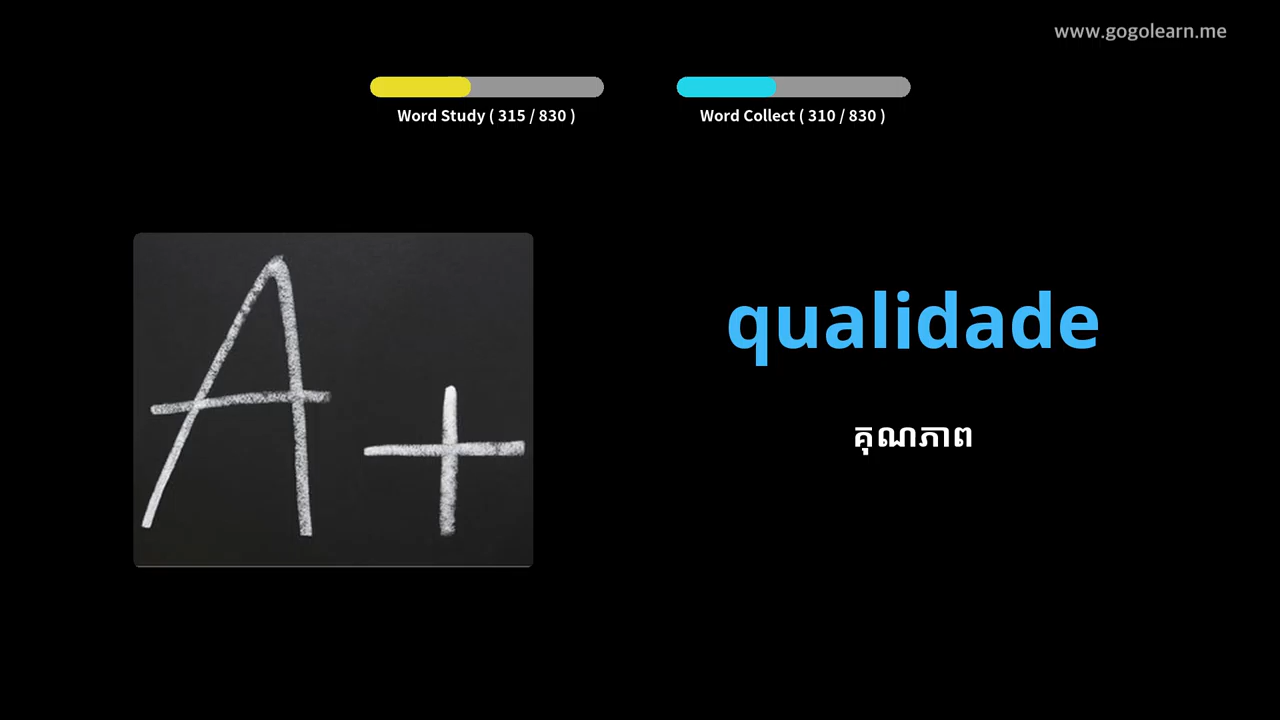 www.gogolearn.me
Word Study ( 315 / 830 )
Word Collect ( 310 / 830 )
A+
qualidade
គុណភាព